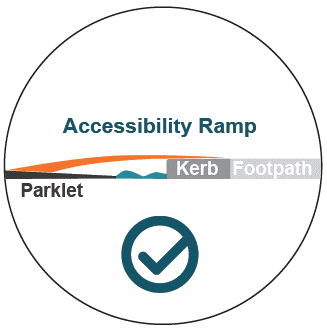 Accessibility Ramp
Kerb Footpath
Parklet